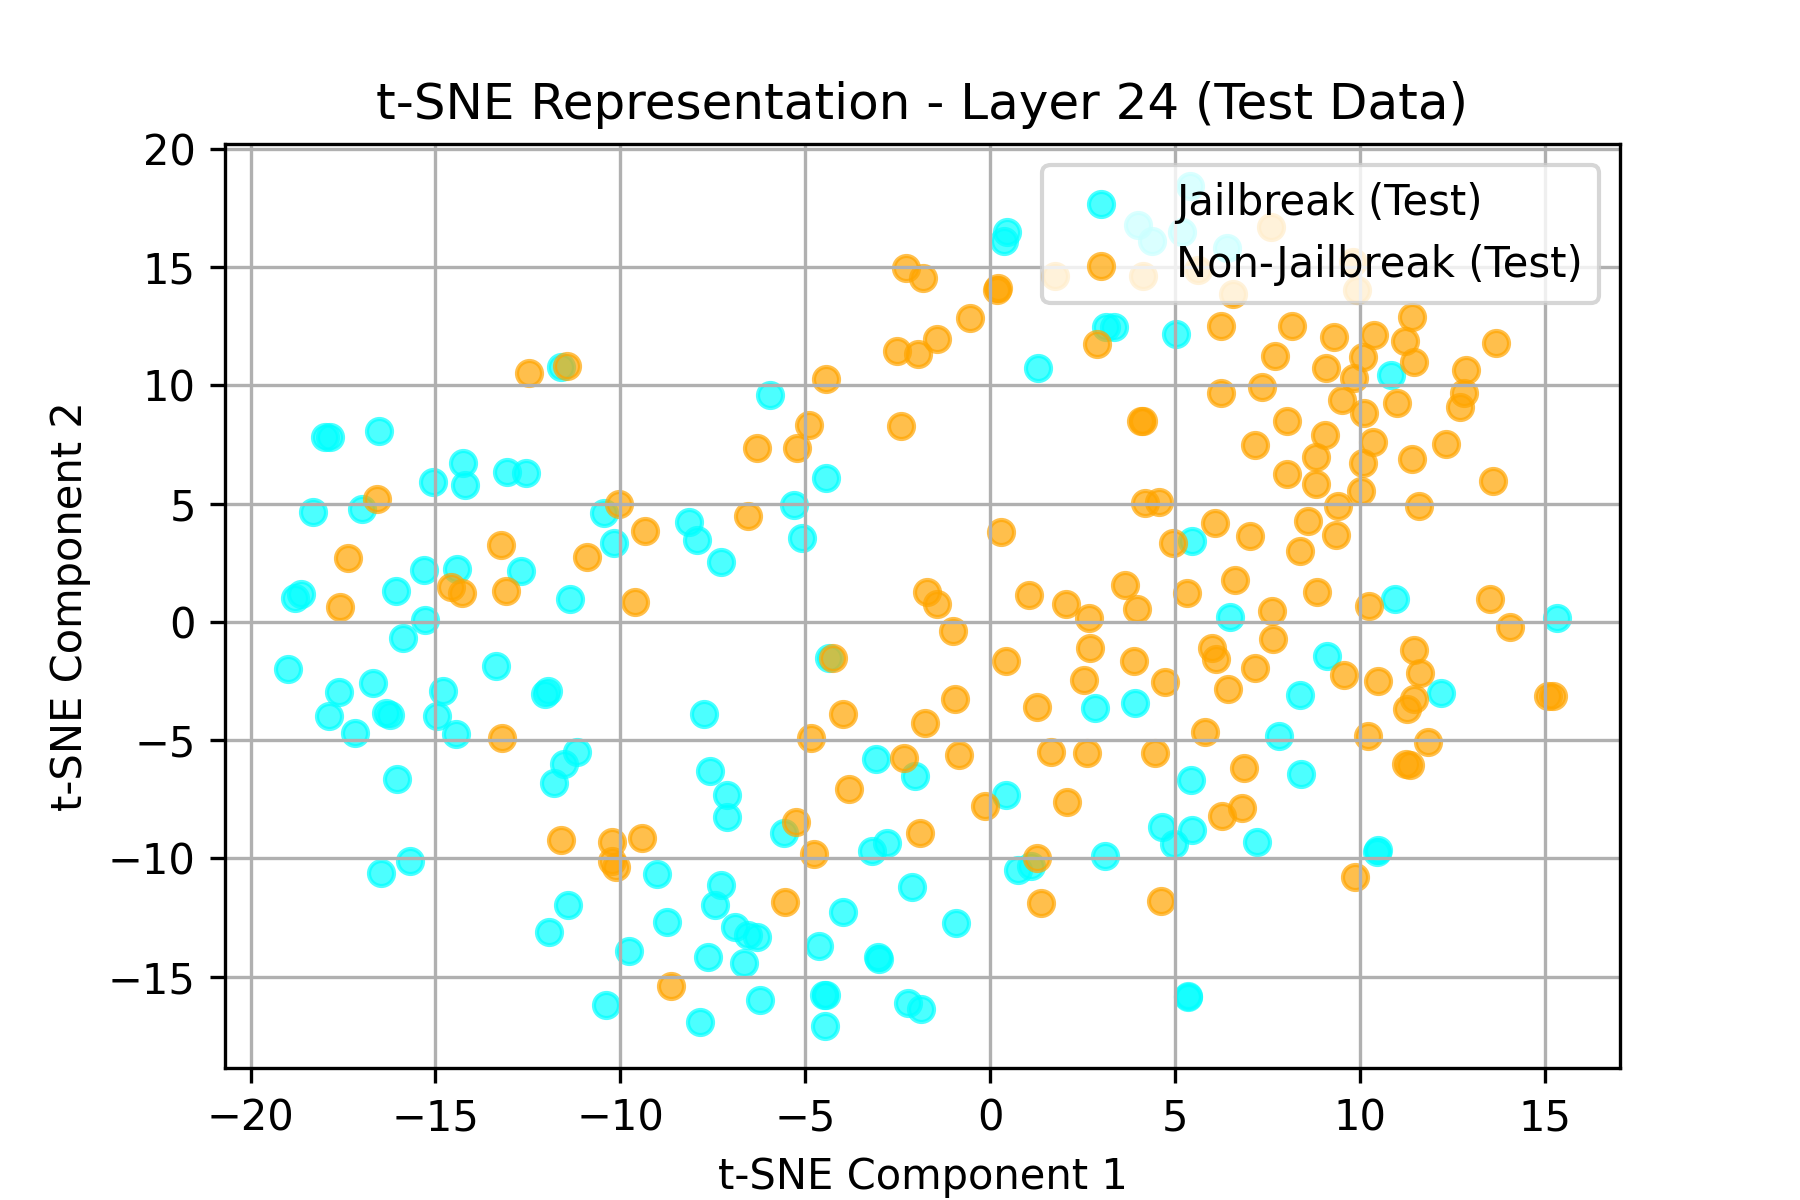 t-SNE Representation - Layer 24 (Test Data)
Jailbreak (Test)
Non-Jailbreak (Test)
20
15
10
5
0
−5
−10
−15
t-SNE Component 2
−20 −15 −10 −5 0 5 10 15
t-SNE Component 1